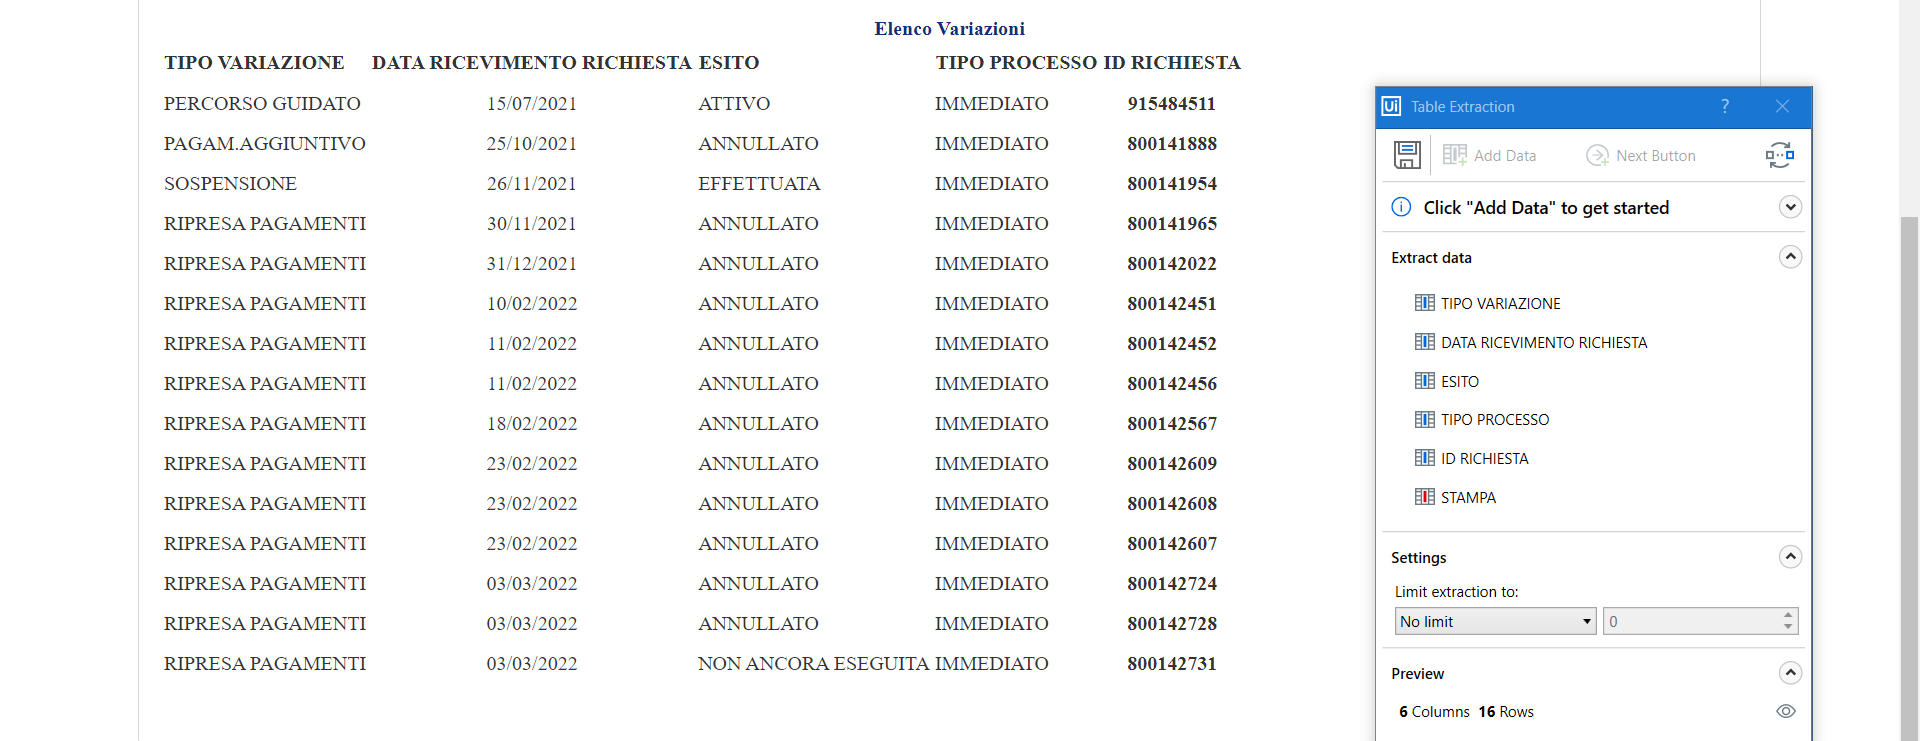 Elenco Variazioni
TIPO VARIAZIONE DATA RICEVIMENTO RICHIESTA ESITO TIPO PROCESSO ID RICHIESTA
PERCORSO GUIDATO 15/07/2021 ATTIVO IMMEDIATO 915484511
PAGAM.AGGIUNTIVO 25/10/2021 ANNULLATO IMMEDIATO 800141888
SOSPENSIONE 26/11/2021 EFFETTUATA IMMEDIATO 800141954
RIPRESA PAGAMENTI 30/11/2021 ANNULLATO IMMEDIATO 800141965
RIPRESA PAGAMENTI 31/12/2021 ANNULLATO IMMEDIATO 800142022
RIPRESA PAGAMENTI 10/02/2022 ANNULLATO IMMEDIATO 800142451
RIPRESA PAGAMENTI 11/02/2022 ANNULLATO IMMEDIATO 800142452
RIPRESA PAGAMENTI 11/02/2022 ANNULLATO IMMEDIATO 800142456
RIPRESA PAGAMENTI 18/02/2022 ANNULLATO IMMEDIATO 800142567
RIPRESA PAGAMENTI 23/02/2022 ANNULLATO IMMEDIATO 800142609
RIPRESA PAGAMENTI 23/02/2022 ANNULLATO IMMEDIATO 800142608
RIPRESA PAGAMENTI 23/02/2022 ANNULLATO IMMEDIATO 800142607
RIPRESA PAGAMENTI 03/03/2022 ANNULLATO IMMEDIATO 800142724
RIPRESA PAGAMENTI 03/03/2022 ANNULLATO IMMEDIATO 800142728
RIPRESA PAGAMENTI 03/03/2022 NON ANCORA ESEGUITA IMMEDIATO 800142731
Ui Table Extraction ?
Add Data Next Button
Click "Add Data" to get started
Extract data
TIPO VARIAZIONE
DATA RICEVIMENTO RICHIESTA
ESITO
TIPO PROCESSO
ID RICHIESTA
STAMPA
Settings
Limit extraction to:
No limit 0
Preview
6 Columns 16 Rows